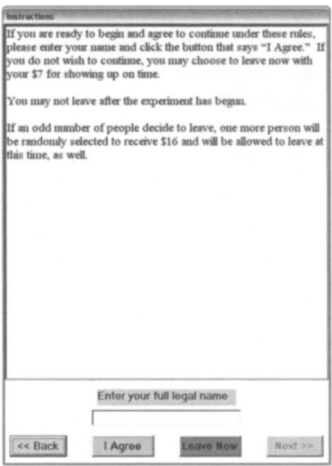 Instructions
If you are ready to begin and agree to continue under these rules,
please enter your name and click the button that says “I Agree.” If
you do not wish to continue, you may choose to leave now with
your $7 for showing up on time.
You may not leave after the experiment has begun.
If an odd number of people decide to leave, one more person will
be randomly selected to receive $16 and will be allowed to leave at
this time, as well.
Enter your full legal name
<< Back
I Agree
Leave Now
Next >>